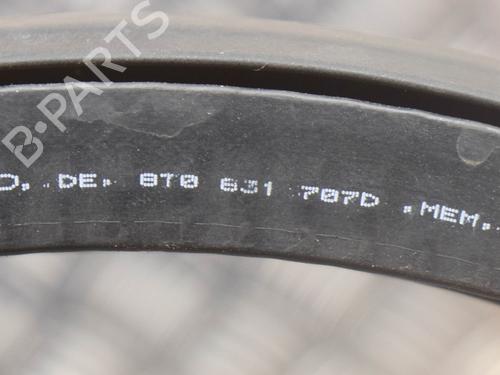 B-PARTS
D. DE. 8T0 831 707D .MEM.